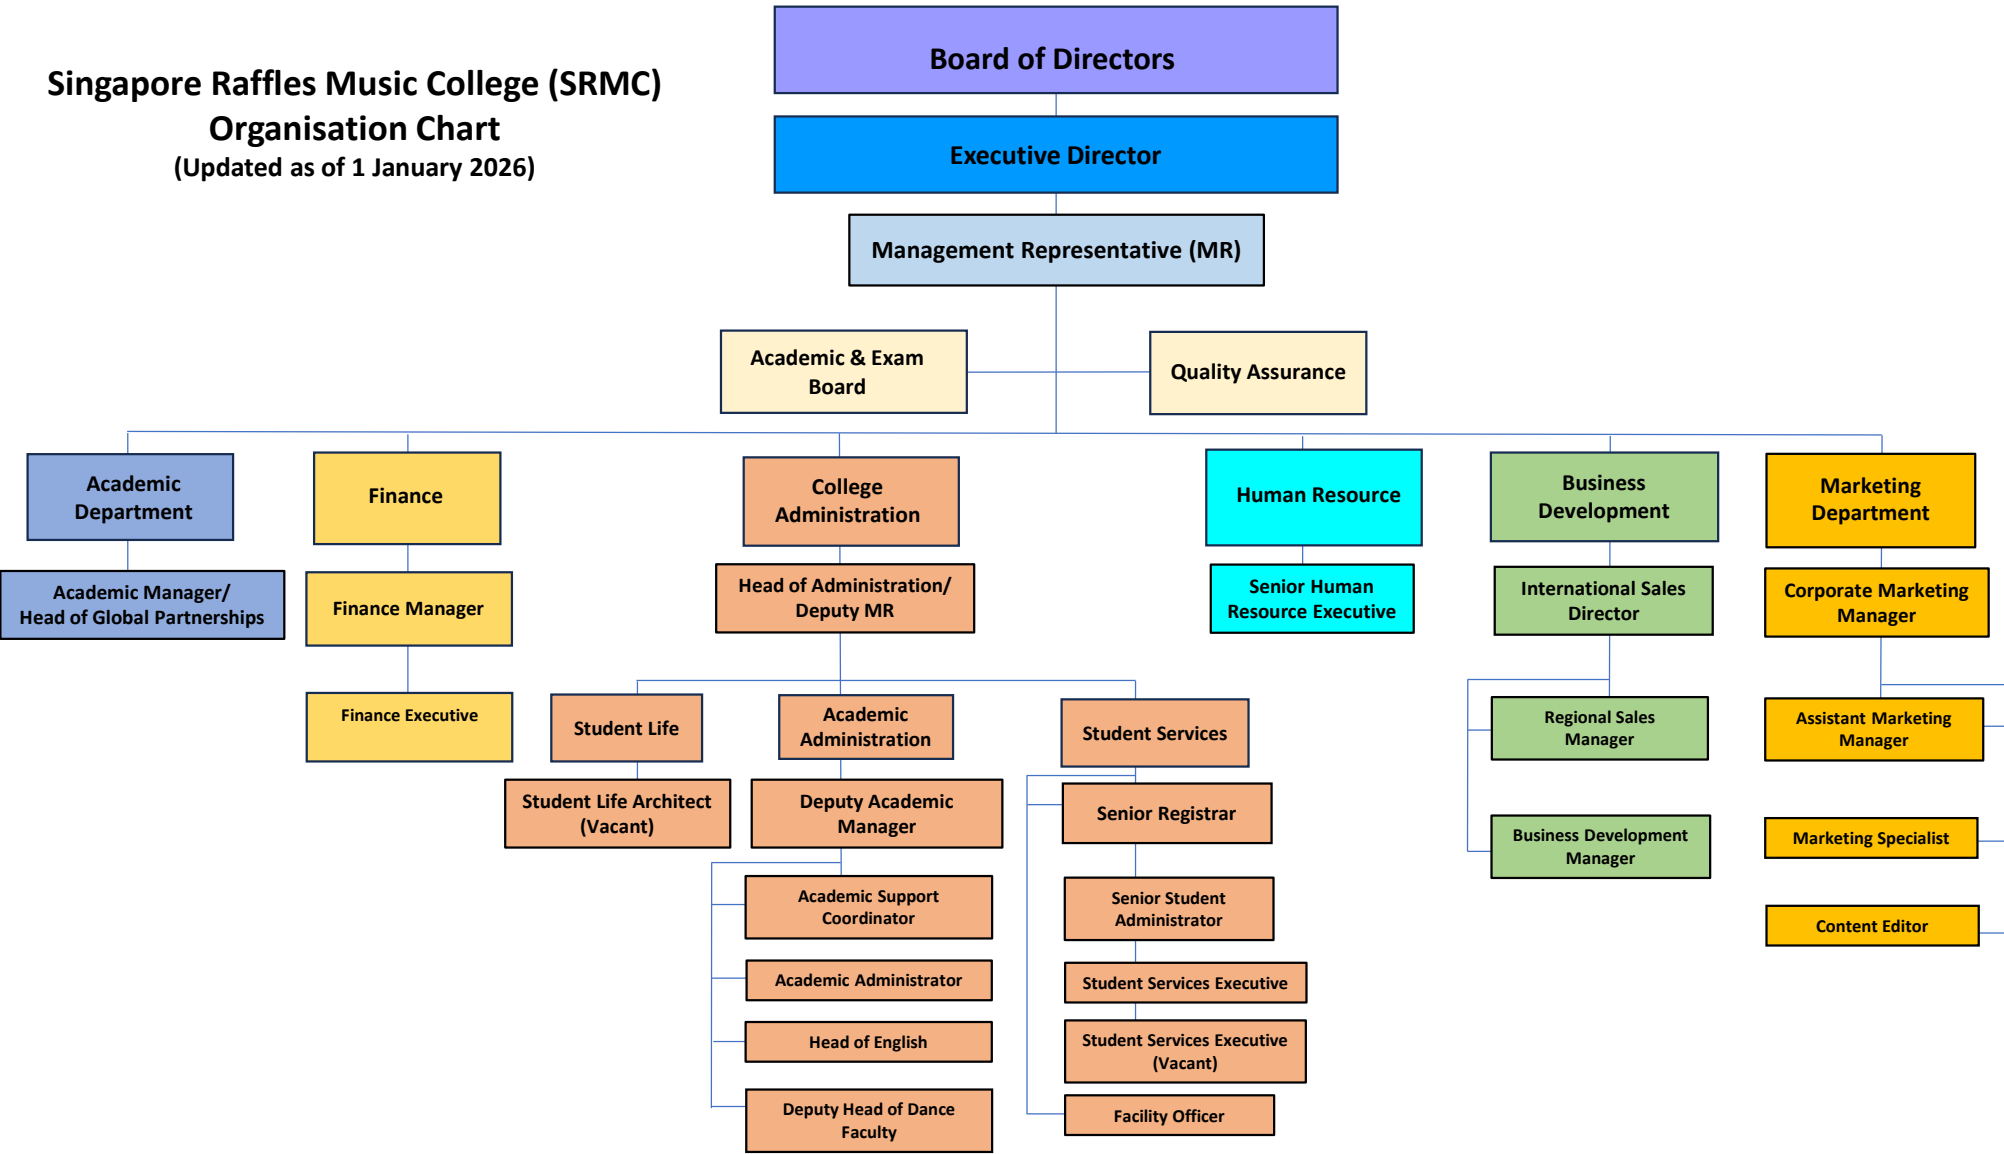 Singapore Raffles Music College (SRMC)
Organisation Chart
(Updated as of 1 January 2026)
Board of Directors
Executive Director
Management Representative (MR)
Academic & Exam
Board
Quality Assurance
Academic
Department
Finance
College
Administration
Human Resource
Business
Development
Marketing
Department
Academic Manager/
Head of Global Partnerships
Finance Manager
Head of Administration/
Deputy MR
Senior Human
Resource Executive
International Sales
Director
Corporate Marketing
Manager
Finance Executive
Student Life
Academic
Administration
Student Services
Regional Sales
Manager
Assistant Marketing
Manager
Student Life Architect
(Vacant)
Deputy Academic
Manager
Senior Registrar
Business Development
Manager
Marketing Specialist
Academic Support
Coordinator
Senior Student
Administrator
Content Editor
Academic Administrator
Student Services Executive
Head of English
Student Services Executive
(Vacant)
Deputy Head of Dance
Faculty
Facility Officer